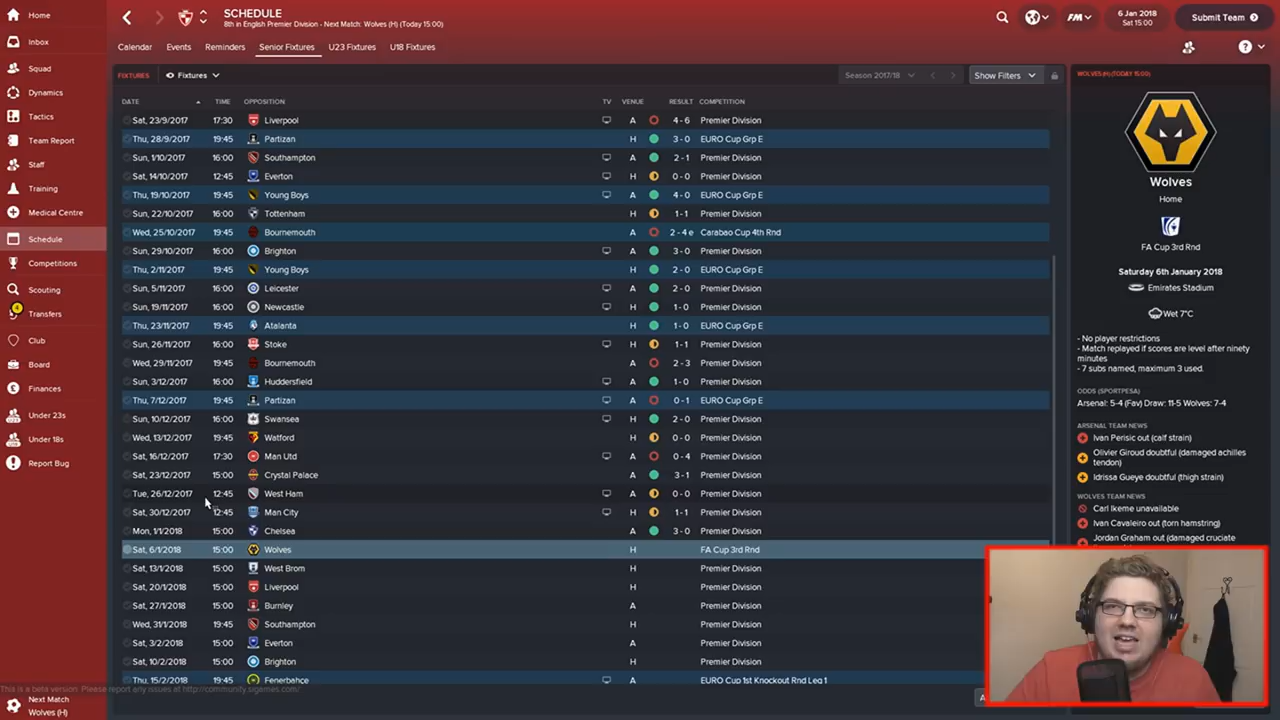 Home
SCHEDULE
8th in English Premier Division - Next Match: Wolves (H) (Today 15:00)
FM
6 Jan 2018
Sat 15:00
Submit Team
Inbox
Calendar Events Reminders Senior Fixtures U23 Fixtures U18 Fixtures
?
Squad
Dynamics
Tactics
Team Report
Staff
Training
Medical Centre
Schedule
Competitions
Scouting
4
Transfers
Club
Board
Finances
Under 23s
Under 18s
Report Bug
FIXTURES Fixtures Season 2017/18 Show Filters
DATE TIME OPPOSITION TV VENUE RESULT COMPETITION
Sat, 23/9/2017 17:30 Liverpool A 4 - 6 Premier Division
Thu, 28/9/2017 19:45 Partizan H 3 - 0 EURO Cup Grp E
Sun, 1/10/2017 16:00 Southampton A 2 - 1 Premier Division
Sat, 14/10/2017 12:45 Everton H 0 - 0 Premier Division
Thu, 19/10/2017 19:45 Young Boys A 4 - 0 EURO Cup Grp E
Sun, 22/10/2017 16:00 Tottenham H 1 - 1 Premier Division
Wed, 25/10/2017 19:45 Bournemouth A 2 - 4 e Carabao Cup 4th Rnd
Sun, 29/10/2017 16:00 Brighton A 3 - 0 Premier Division
Thu, 2/11/2017 19:45 Young Boys H 2 - 0 EURO Cup Grp E
Sun, 5/11/2017 16:00 Leicester A 2 - 0 Premier Division
Sun, 19/11/2017 16:00 Newcastle H 1 - 0 Premier Division
Thu, 23/11/2017 19:45 Atalanta H 1 - 0 EURO Cup Grp E
Sun, 26/11/2017 16:00 Stoke H 1 - 1 Premier Division
Wed, 29/11/2017 19:45 Bournemouth A 2 - 3 Premier Division
Sun, 3/12/2017 16:00 Huddersfield A 1 - 0 Premier Division
Thu, 7/12/2017 19:45 Partizan A 0 - 1 EURO Cup Grp E
Sun, 10/12/2017 16:00 Swansea H 2 - 0 Premier Division
Wed, 13/12/2017 19:45 Watford H 0 - 0 Premier Division
Sat, 16/12/2017 17:30 Man Utd A 0 - 4 Premier Division
Sat, 23/12/2017 15:00 Crystal Palace A 3 - 1 Premier Division
Tue, 26/12/2017 12:45 West Ham A 0 - 0 Premier Division
Sat, 30/12/2017 12:45 Man City H 1 - 1 Premier Division
Mon, 1/1/2018 15:00 Chelsea A 3 - 0 Premier Division
Sat, 6/1/2018 15:00 Wolves H FA Cup 3rd Rnd
Sat, 13/1/2018 15:00 West Brom H Premier Division
Sat, 20/1/2018 15:00 Liverpool H Premier Division
Sat, 27/1/2018 15:00 Burnley A Premier Division
Wed, 31/1/2018 19:45 Southampton H Premier Division
Sat, 3/2/2018 15:00 Everton A Premier Division
Sat, 10/2/2018 15:00 Brighton H Premier Division
Thu, 15/2/2018 19:45 Fenerbahçe A EURO Cup 1st Knockout Rnd Leg 1
WOLVES (H) (TODAY 15:00)
Wolves
Home
FA Cup 3rd Rnd
Saturday 6th January 2018
Emirates Stadium
Wet 7°C
- No player restrictions
- Match replayed if scores are level after ninety
minutes
- 7 subs named, maximum 3 used.
ODDS (SPORTPESA)
Arsenal: 5-4 (Fav) Draw: 11-5 Wolves: 7-4
ARSENAL TEAM NEWS
Ivan Perisic out (calf strain)
Olivier Giroud doubtful (damaged achilles
tendon)
Idrissa Gueye doubtful (thigh strain)
WOLVES TEAM NEWS
Carl Ikeme unavailable
Ivan Cavaleiro out (torn hamstring)
Jordan Graham out (damaged cruciate
This is a beta version. Please report any issues at http://community.sigames.com/
Next Match
Wolves (H)